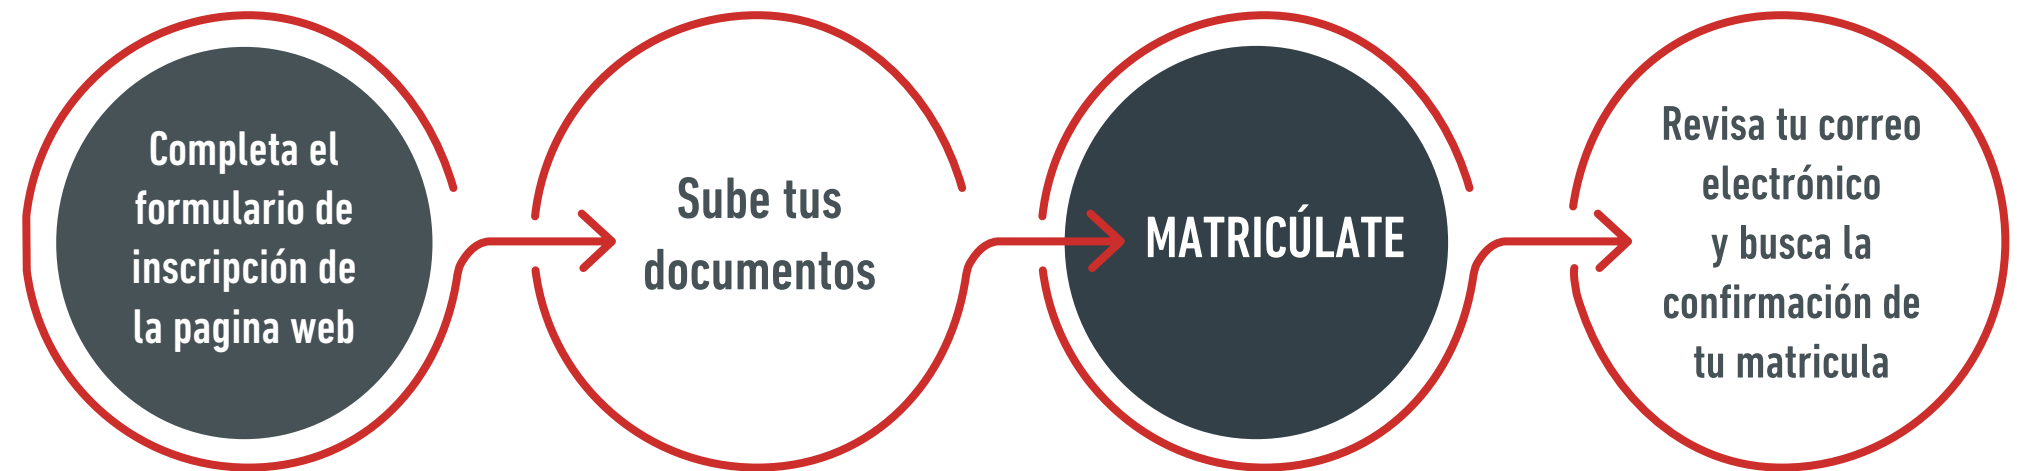 Completa el
formulario de
inscripción de
la pagina web
Sube tus
documentos
MATRICÚLATE
Revisa tu correo
electrónico
y busca la
confirmación de
tu matricula